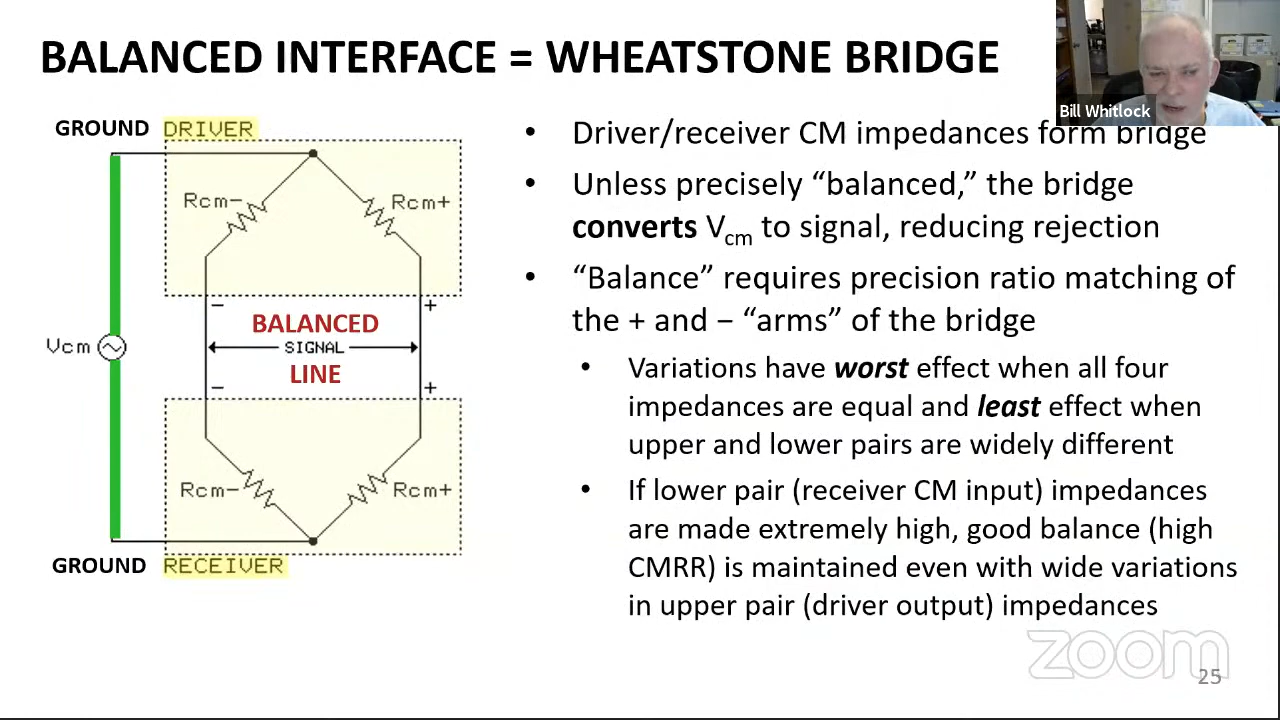 BALANCED INTERFACE = WHEATSTONE BRIDGE
Bill Whitlock
GROUND DRIVER
Rcm-
Rcm+
− +
BALANCED
Vcm
SIGNAL
LINE
− +
Rcm-
Rcm+
GROUND RECEIVER
• Driver/receiver CM impedances form bridge
• Unless precisely “balanced,” the bridge
converts Vcm to signal, reducing rejection
• “Balance” requires precision ratio matching of
the + and − “arms” of the bridge
• Variations have worst effect when all four
impedances are equal and least effect when
upper and lower pairs are widely different
• If lower pair (receiver CM input) impedances
are made extremely high, good balance (high
CMRR) is maintained even with wide variations
in upper pair (driver output) impedances
zoom
25